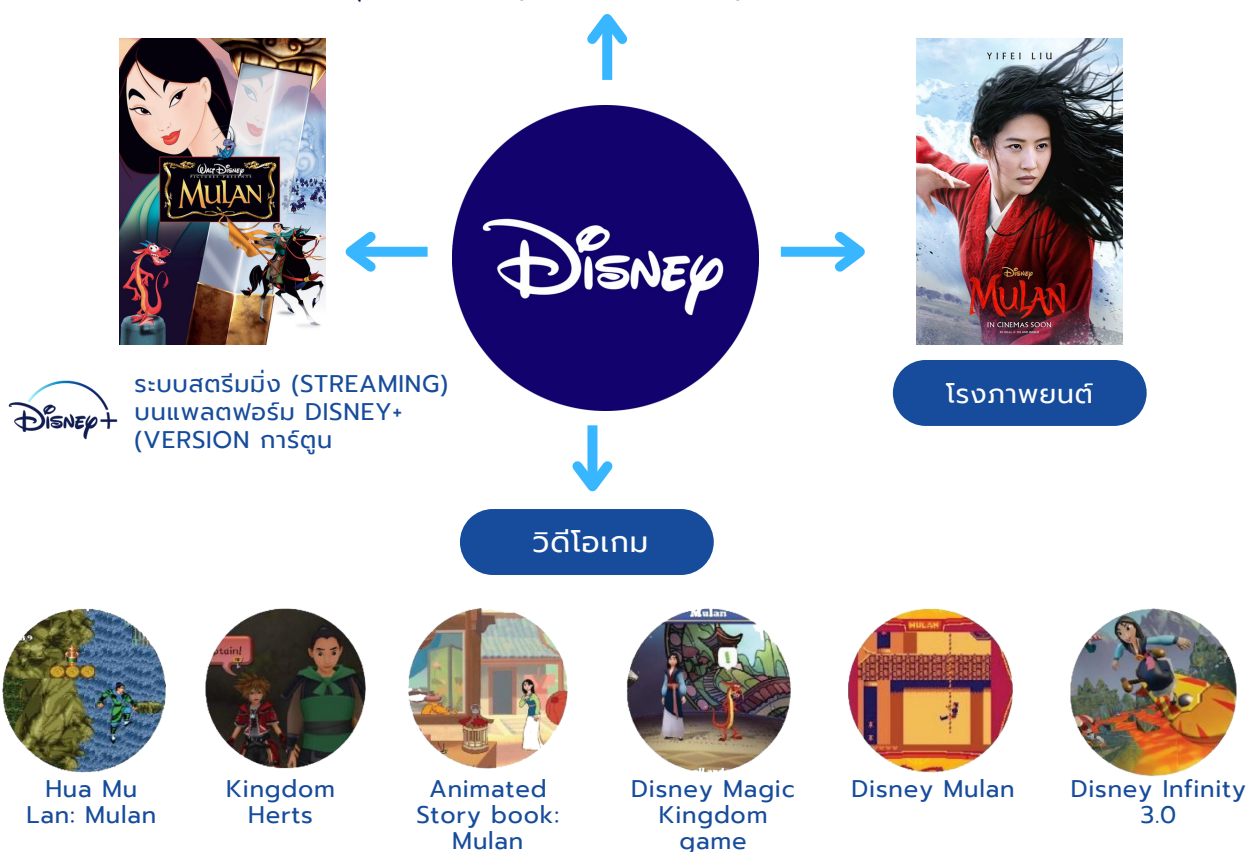 YIFEI LIU
WALT DISNEY
PICTURES PRESENTS
MULAN
DISNEY
DISNEY
MULAN
IN CINEMAS SOON
DISNEY+
ระบบสตรีมมิ่ง (STREAMING)
บนแพลตฟอร์ม DISNEY+
(VERSION การ์ตูน
โรงภาพยนต์
วิดีโอเกม
Mulan
MULAN
Hua Mu
Lan: Mulan
Kingdom
Herts
Animated
Story book:
Mulan
Disney Magic
Kingdom
game
Disney Mulan
Disney Infinity
3.0